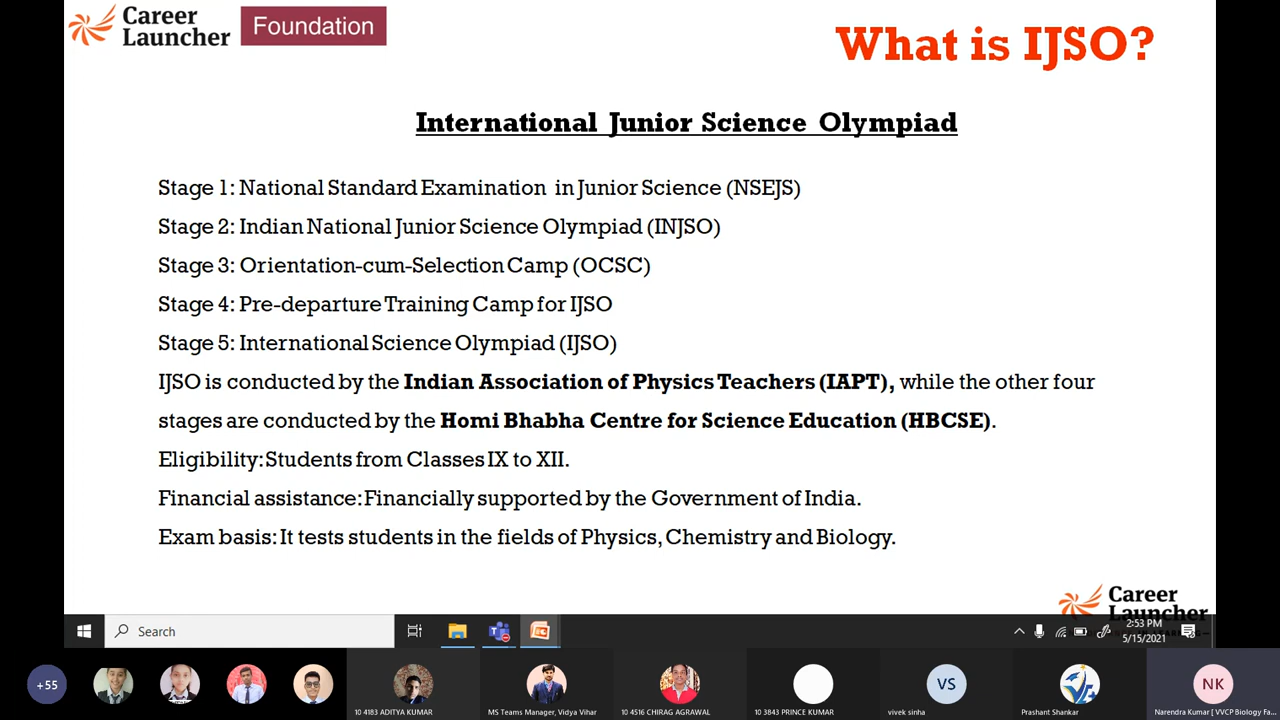 Career Launcher Foundation
What is IJSO?
International Junior Science Olympiad
Stage 1: National Standard Examination in Junior Science (NSEJS)
Stage 2: Indian National Junior Science Olympiad (INJSO)
Stage 3: Orientation-cum-Selection Camp (OCSC)
Stage 4: Pre-departure Training Camp for IJSO
Stage 5: International Science Olympiad (IJSO)
IJSO is conducted by the Indian Association of Physics Teachers (IAPT), while the other four
stages are conducted by the Homi Bhabha Centre for Science Education (HBCSE).
Eligibility: Students from Classes IX to XII.
Financial assistance: Financially supported by the Government of India.
Exam basis: It tests students in the fields of Physics, Chemistry and Biology.
Career
Launcher
Search
2:53 PM
5/15/2021
+55
VS
NK
10 4183 ADITYA KUMAR
MS Teams Manager, Vidya Vihar
10 4516 CHIRAG AGRAWAL
10 3843 PRINCE KUMAR
vivek sinha
Prashant Shankar
Narendra Kumar [ VVCP Biology Fa...